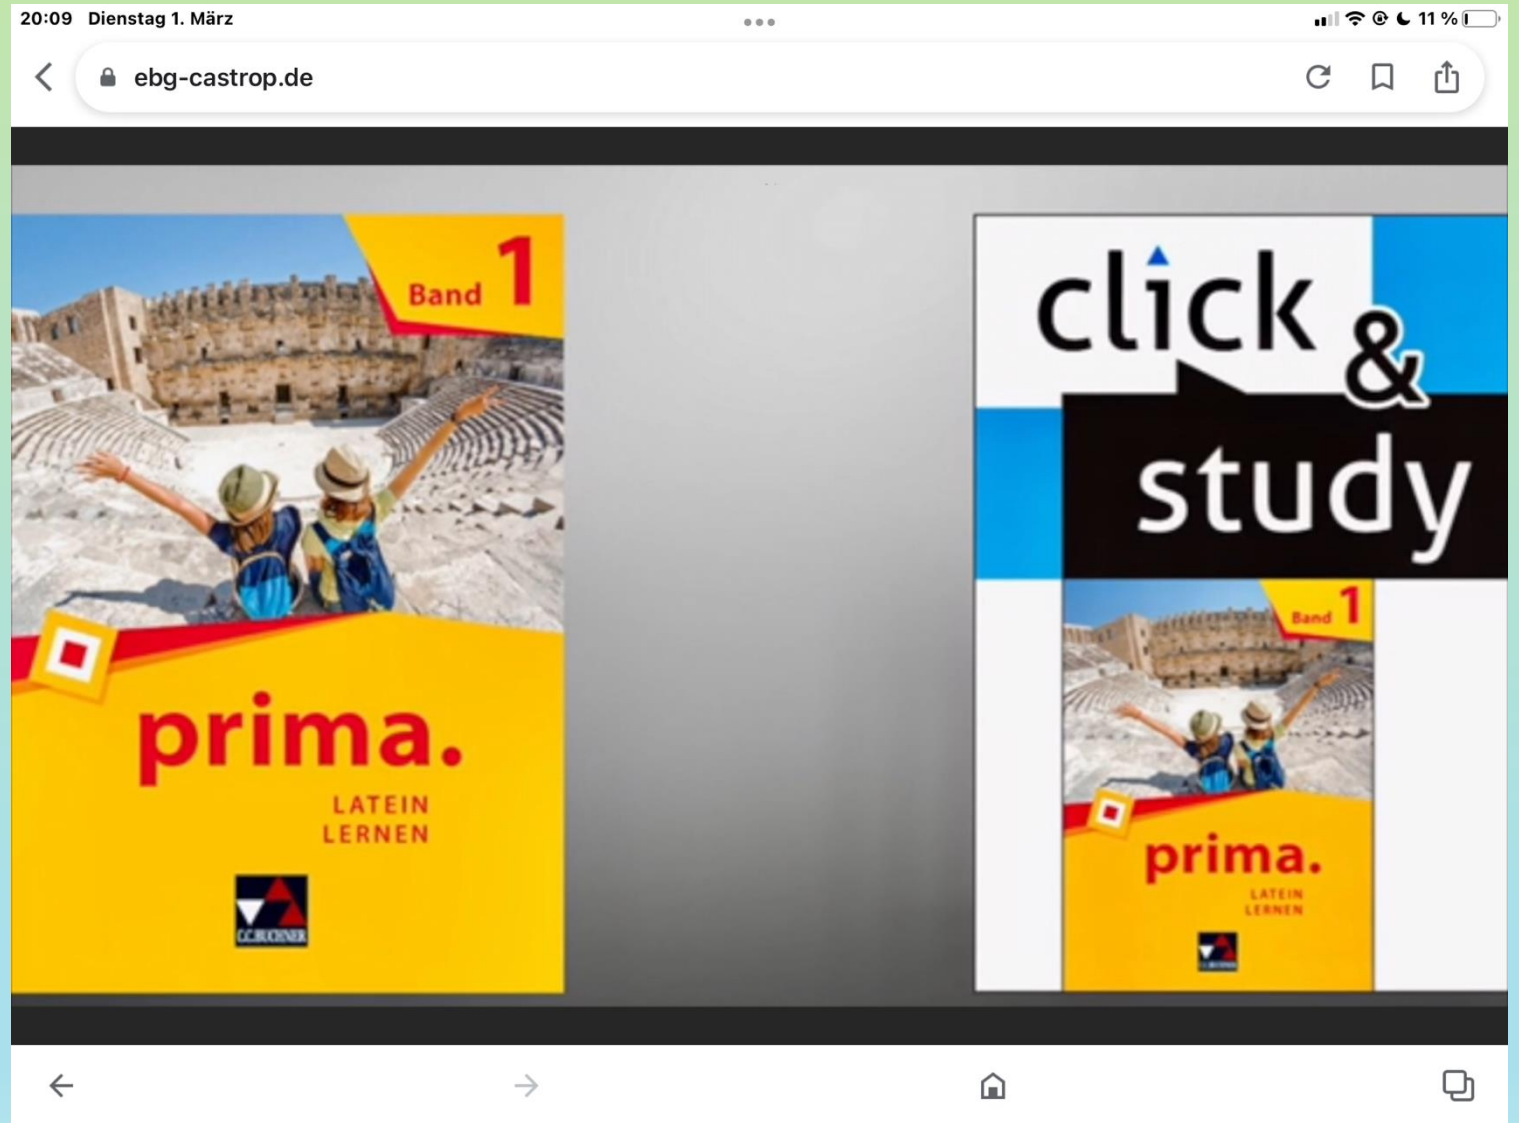 20:09 Dienstag 1. März
11 %
ebg-castrop.de
Band 1
prima.
LATEIN
LERNEN
C.C.BUCHNER
click &
study
Band 1
prima.
LATEIN
LERNEN